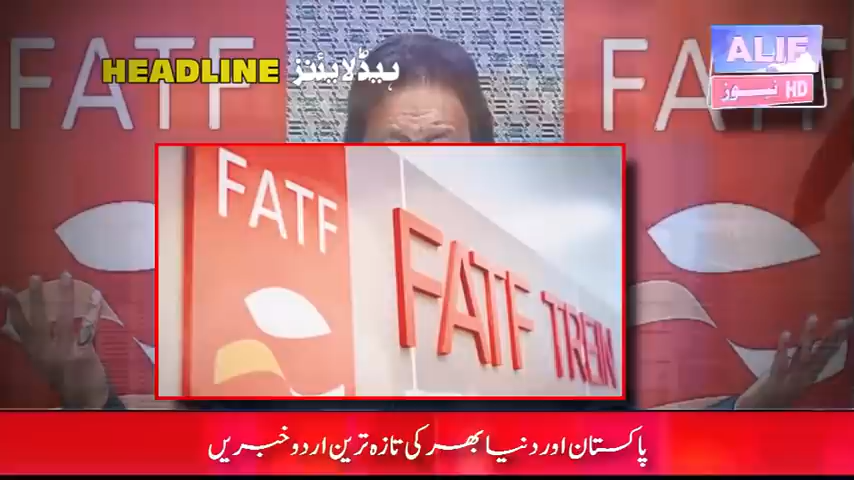 FATF
FATF
HEADLINE ہیڈلائنز
ALIF
نیوز HD
FATF
FATF TREIN
پاکستان اور دنیا بھر کی تازہ ترین اردو خبریں